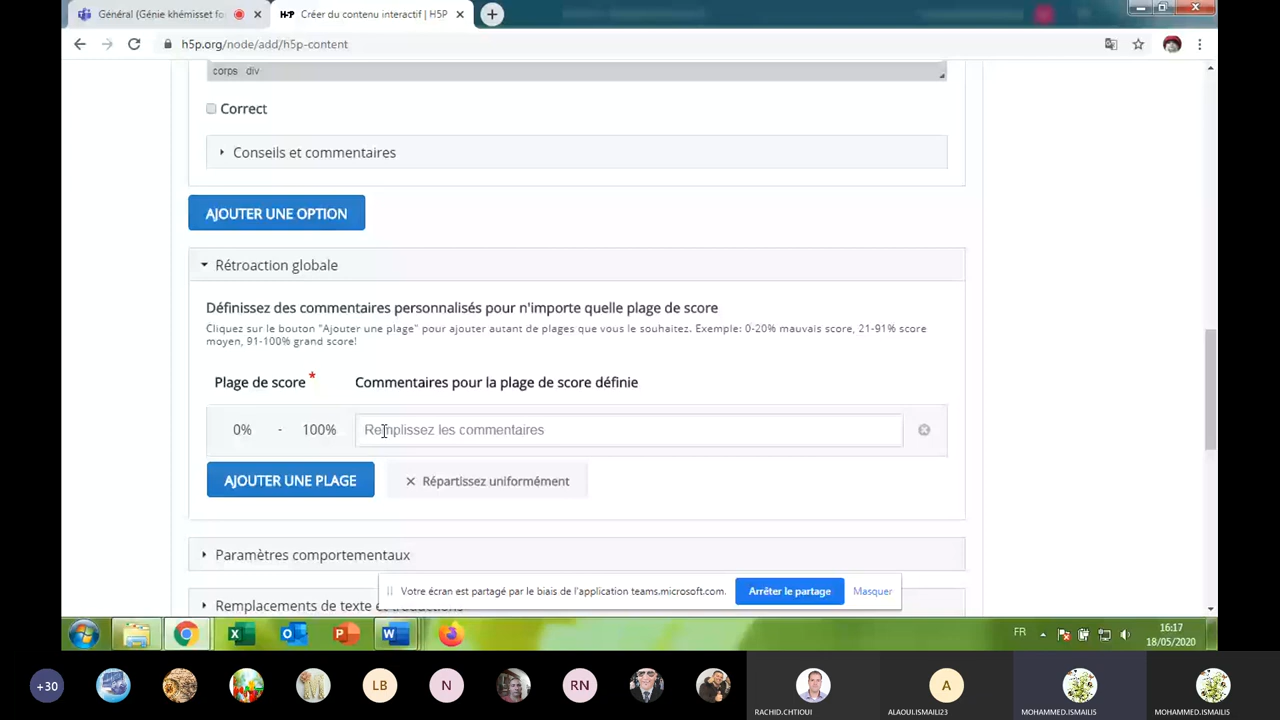 Général (Génie khémisset fo
H5P Créer du contenu interactif | H5P
h5p.org/node/add/h5p-content
corps div
Correct
Conseils et commentaires
AJOUTER UNE OPTION
Rétroaction globale
Définissez des commentaires personnalisés pour n'importe quelle plage de score
Cliquez sur le bouton "Ajouter une plage" pour ajouter autant de plages que vous le souhaitez. Exemple: 0-20% mauvais score, 21-91% score
moyen, 91-100% grand score!
Plage de score * Commentaires pour la plage de score définie
0% - 100% Remplissez les commentaires
AJOUTER UNE PLAGE Répartissez uniformément
Paramètres comportementaux
Votre écran est partagé par le biais de l'application teams.microsoft.com. Arrêter le partage Masquer
Remplacements de texte et traductions
FR 16:17
18/05/2020
+30 LB N RN A
RACHID.CHTIOUI ALAOUI.ISMAILI23 MOHAMMED.ISMAILI5 MOHAMMED.ISMAILI5